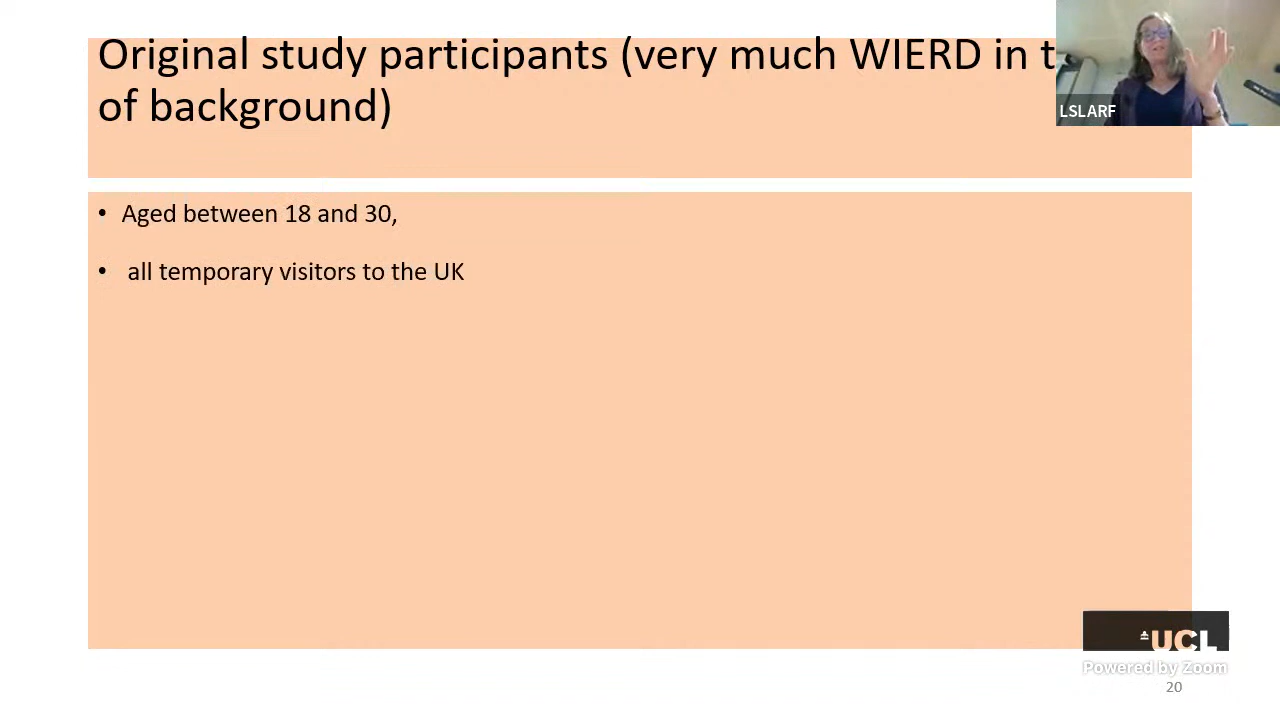 Original study participants (very much WIERD in t
of background)
LSLARF
• Aged between 18 and 30,
• all temporary visitors to the UK
UCL
Powered by Zoom
20